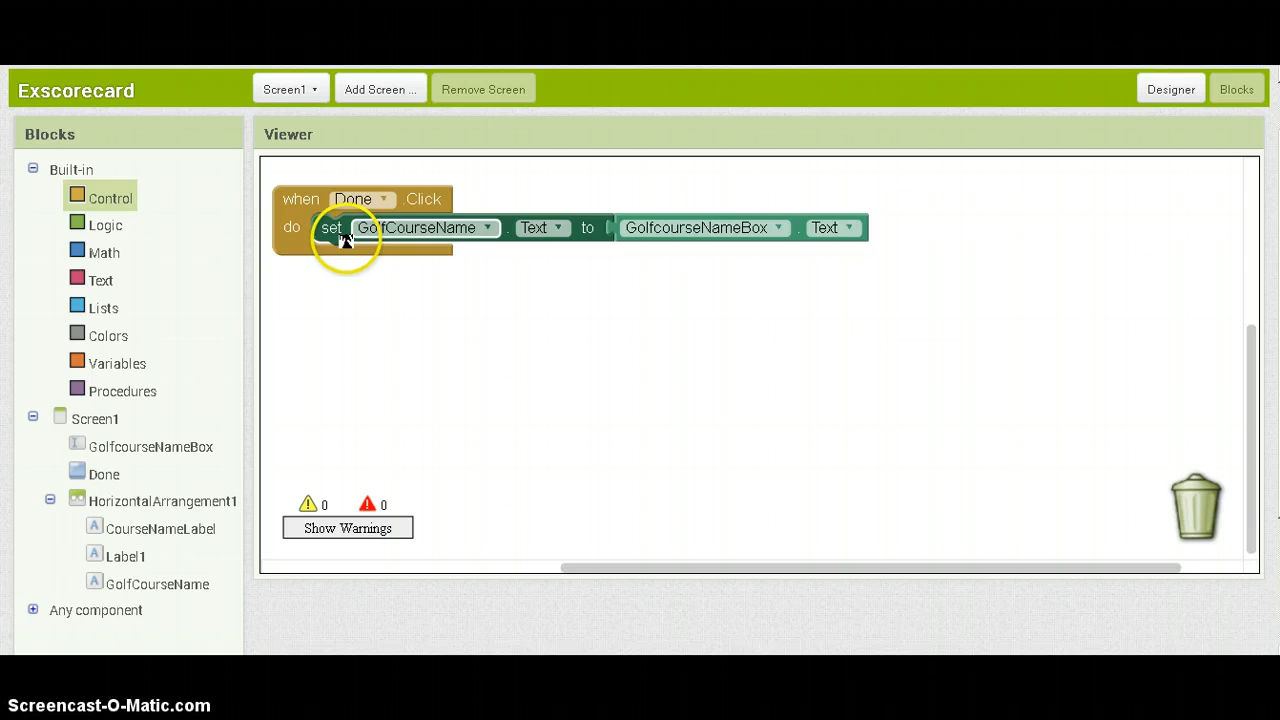 Exscorecard
Screen1
Add Screen ...
Remove Screen
Designer
Blocks
Blocks
Viewer
Built-in
Control
Logic
Math
Text
Lists
Colors
Variables
Procedures
Screen1
GolfcourseNameBox
Done
HorizontalArrangement1
CourseNameLabel
Label1
GolfCourseName
Any component
when Done .Click
do set GolfCourseName . Text to GolfcourseNameBox . Text
0 0
Show Warnings
Screencast-O-Matic.com